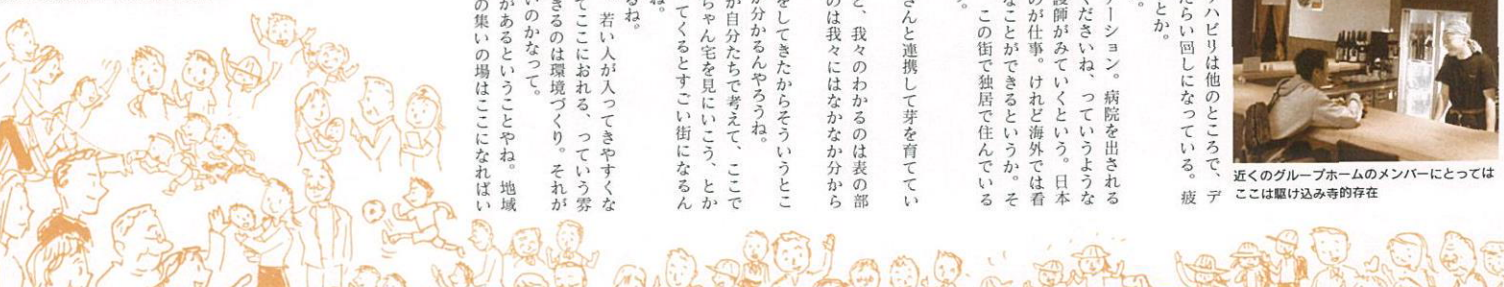 近くのグループホームのメンバーにとっては
ここは駆け込み寺的存在
ハビリは他のところで、デ
たらい回しになっている。疲
とか。
。
ーション。病院を出される
くださいね、っていうような
護師がみていくという。日本
のが仕事。けれど海外では看
なことができるというか。そ
この街で独居で住んでいる
。
さんと連携して芽を育ててい
と、我々のわかるのは表の部
のは我々にはなかなか分から
をしてきたからそういうとこ
か分かるんやろうね。
が自分たちで考えて、ここで
ちゃん宅を見にいこう、とか
てくるとすごい街になるん
ね。
るね。
若い人が入ってきやすくな
てここにおれる、っていう雰
きるのは環境づくり。それが
いのかなって。
があるということやね。地域
の集いの場はここになればい